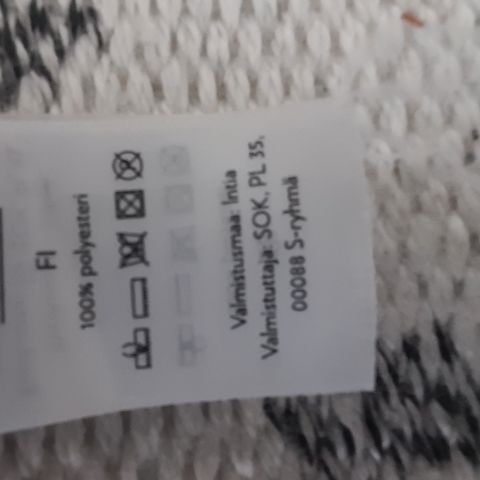 FI
100% polyesteri
Valmistusmaa: Intia
Valmistuttaja: SOK, PL 35,
00088 S-ryhmä